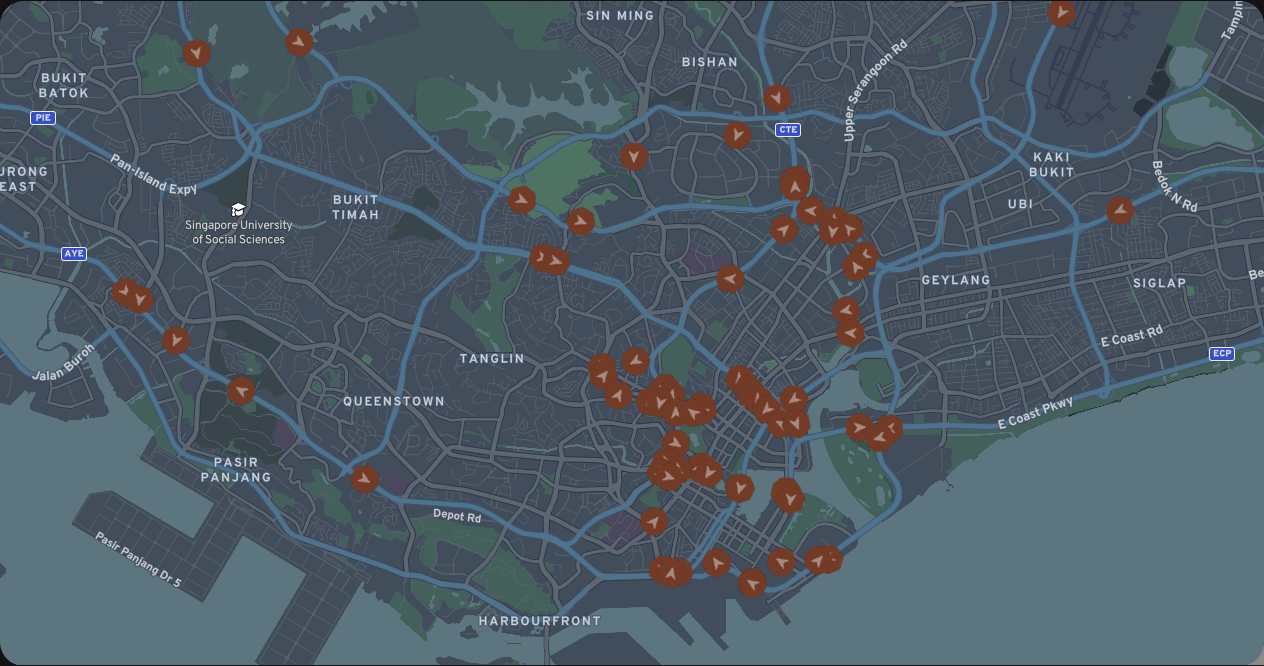 SIN MING
Tampin
BISHAN
Upper Serangoon Rd
BUKIT
BATOK
PIE
CTE
Pan-Island Expy
URONG
EAST
KAKI
BUKIT
Bedok N Rd
BUKIT
TIMAH
UBI
Singapore University
of Social Sciences
AYE
GEYLANG
SIGLAP
Be
E Coast Rd
ECP
Jalan Buroh
TANGLIN
QUEENSTOWN
E Coast Pkwy
PASIR
PANJANG
Depot Rd
Pasir Panjang Dr 5
HARBOURFRONT